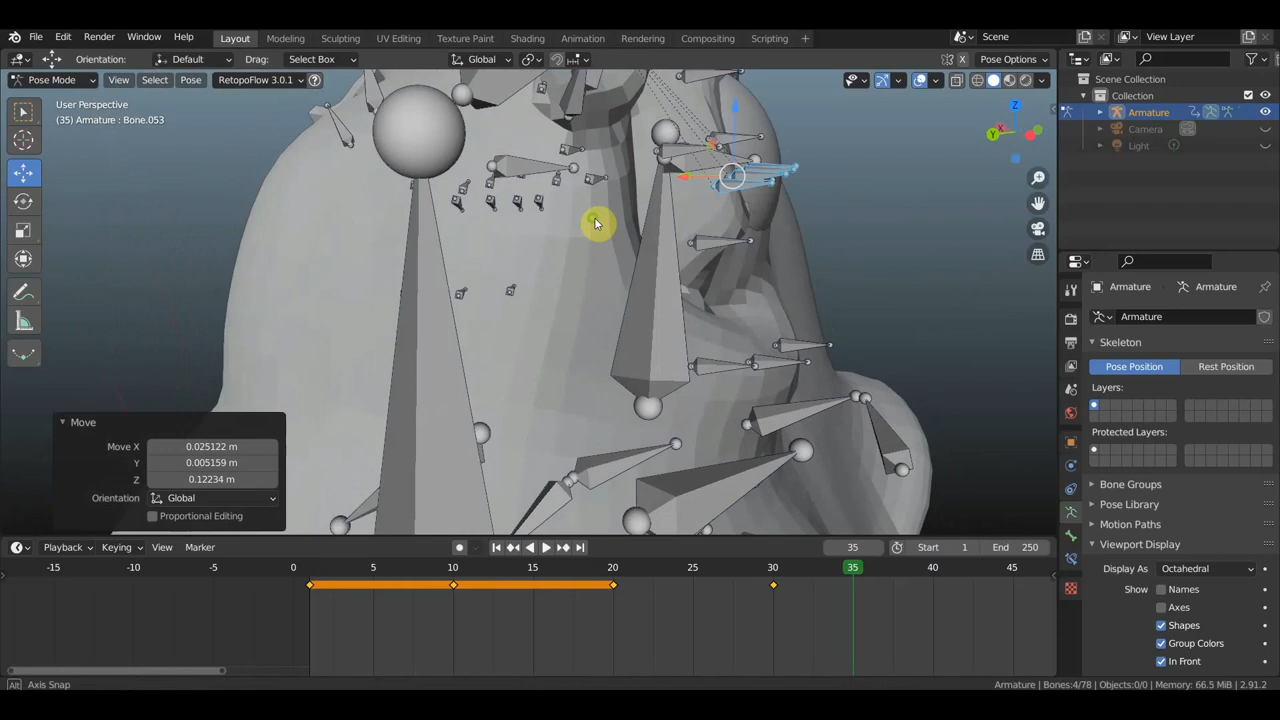 File Edit Render Window Help Layout Modeling Sculpting UV Editing Texture Paint Shading Animation Rendering Compositing Scripting + Scene View Layer
Orientation: Default Drag: Select Box Global X Pose Options
Pose Mode View Select Pose RetopoFlow 3.0.1
User Perspective
(35) Armature : Bone.053
Z
Y
X
Scene Collection
Collection
Armature
Camera
Light
Armature Armature
Armature
Skeleton
Pose Position Rest Position
Layers:
Protected Layers:
Bone Groups
Pose Library
Motion Paths
Viewport Display
Display As Octahedral
Show Names
Axes
Shapes
Group Colors
In Front
Move
Move X 0.025122 m
Y 0.005159 m
Z 0.12234 m
Orientation Global
Proportional Editing
Playback Keying View Marker 35 Start 1 End 250
-15 -10 -5 0 5 10 15 20 25 30 35 40 45
Alt Axis Snap
Armature | Bones:4/78 | Objects:0/0 | Memory: 66.5 MiB | 2.91.2